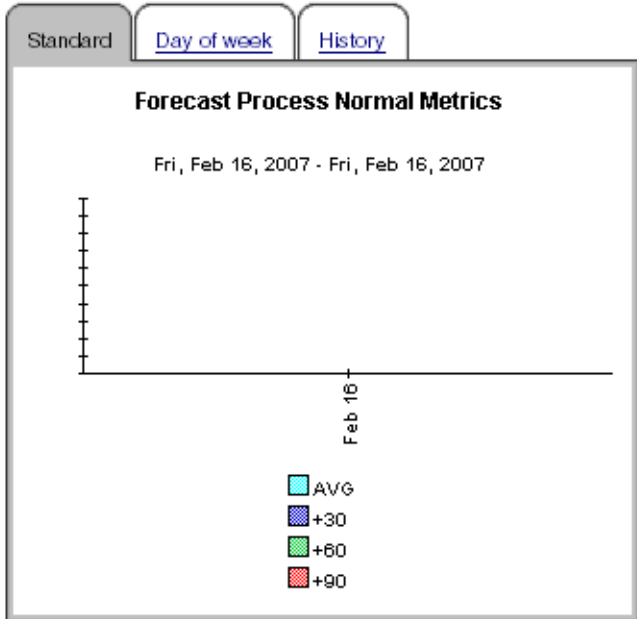 Standard Day of week History
Forecast Process Normal Metrics
Fri, Feb 16, 2007 - Fri, Feb 16, 2007
Feb 16
AVG
+30
+60
+90